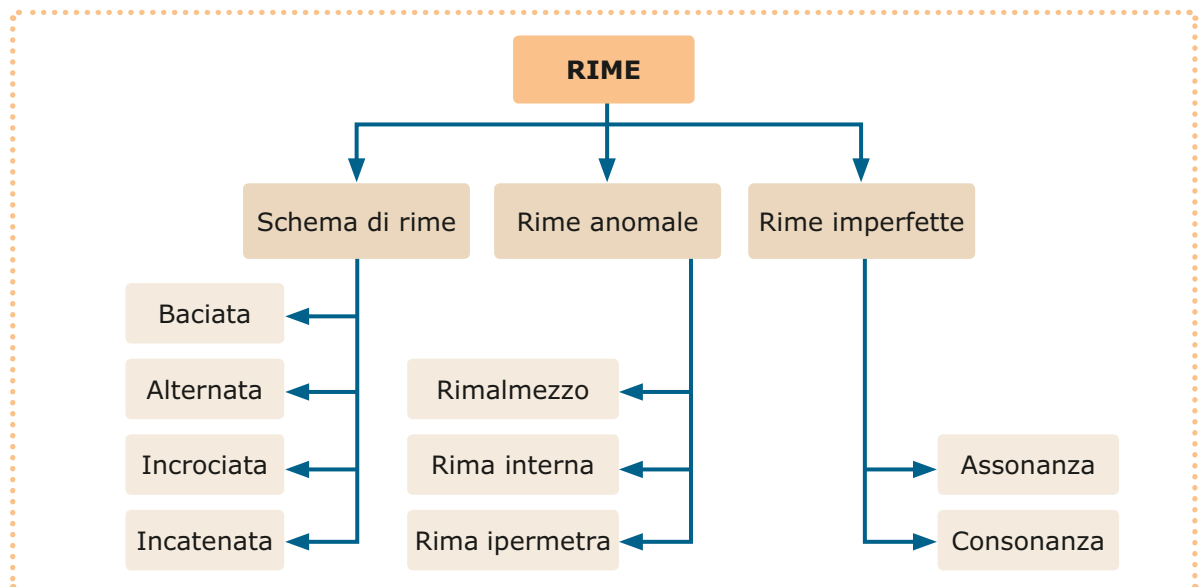 RIME
Schema di rime
Rime anomale
Rime imperfette
Baciata
Alternata
Incrociata
Incatenata
Rimalmezzo
Rima interna
Rima ipermetra
Assonanza
Consonanza